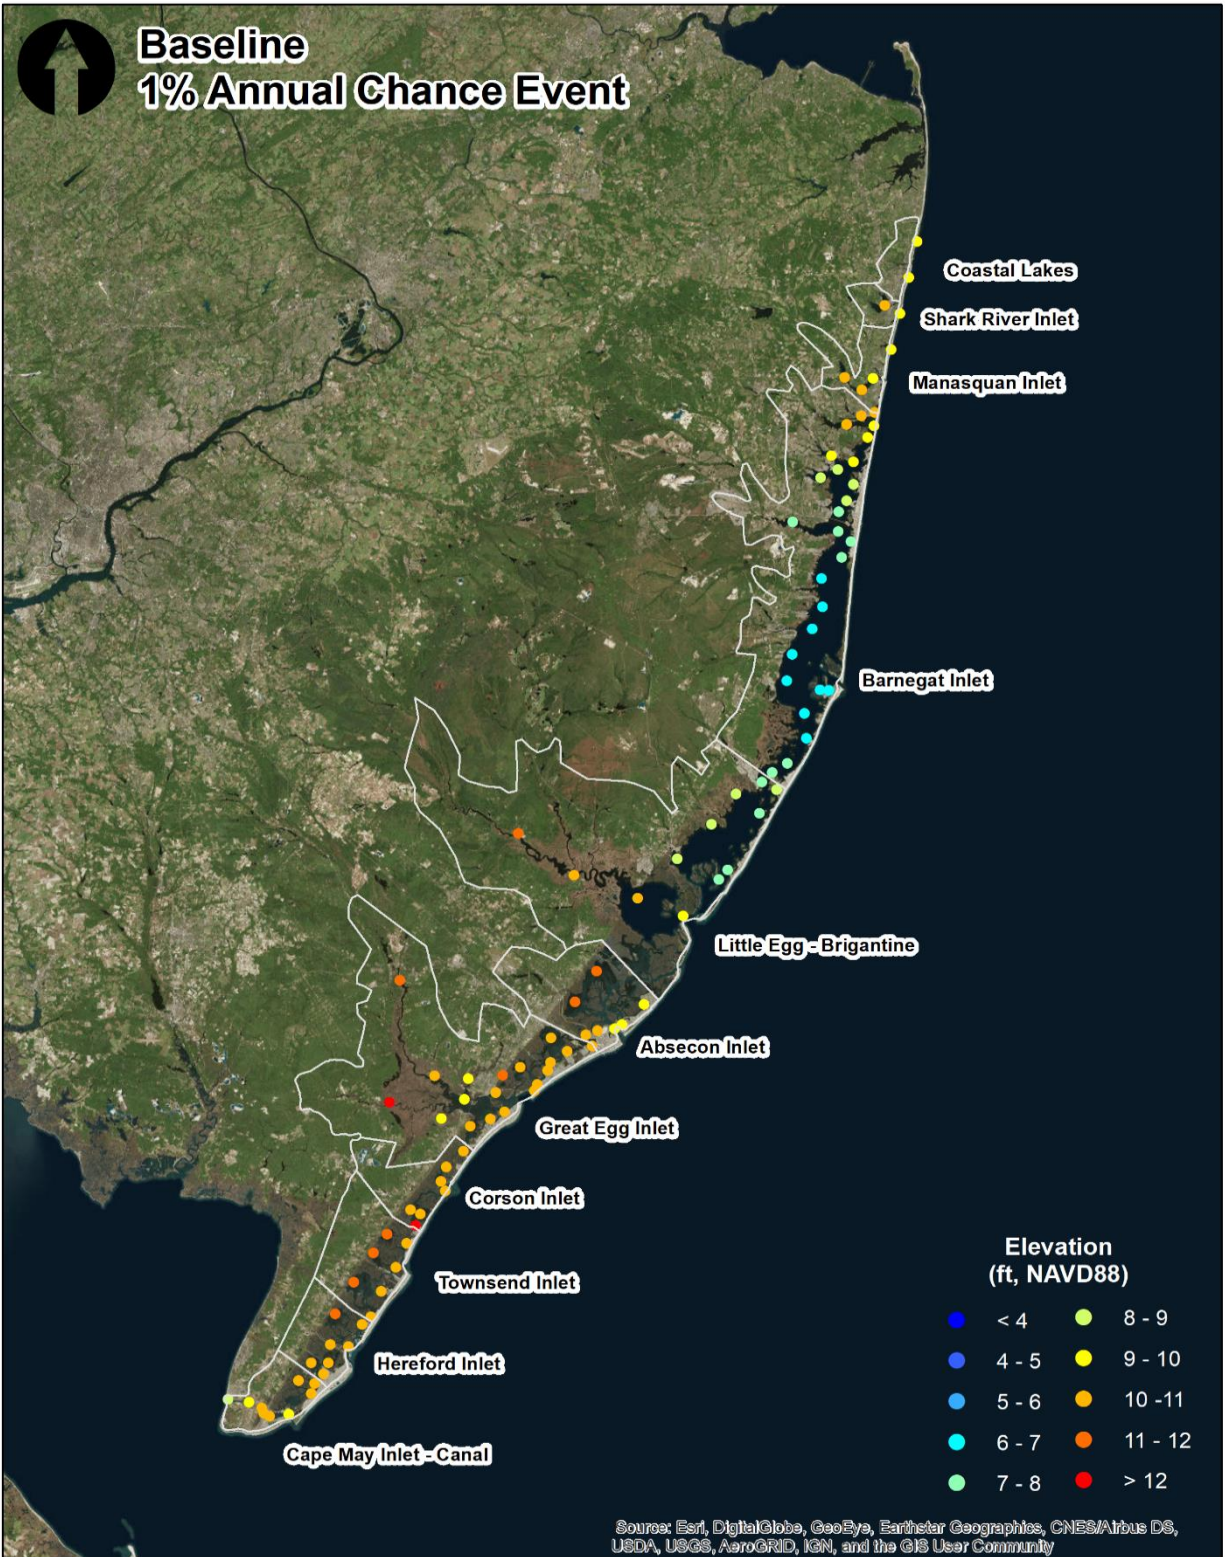 Baseline
1% Annual Chance Event
Coastal Lakes
Shark River Inlet
Manasquan Inlet
Barnegat Inlet
Little Egg - Brigantine
Absecon Inlet
Great Egg Inlet
Corson Inlet
Townsend Inlet
Hereford Inlet
Cape May Inlet - Canal
Elevation
(ft, NAVD88)
< 4
4 - 5
5 - 6
6 - 7
7 - 8
8 - 9
9 - 10
10 -11
11 - 12
> 12
Source: Esri, DigitalGlobe, GeoEye, Earthstar Geographics, CNES/Airbus DS,
USDA, USGS, AeroGRID, IGN, and the GIS User Community